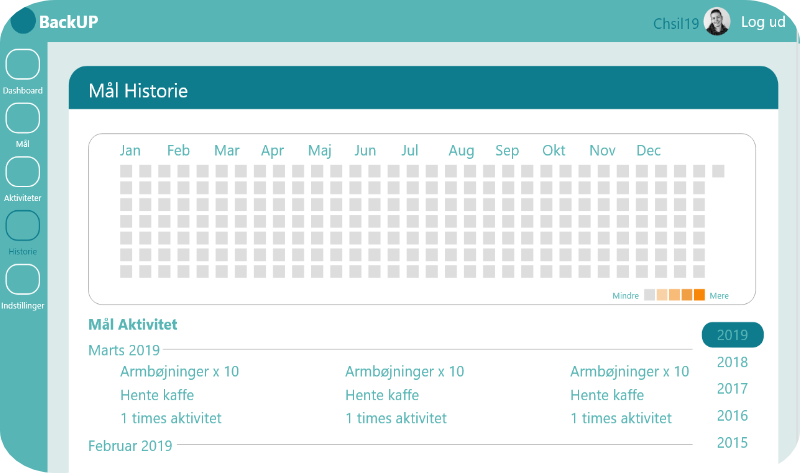 BackUP
Chsil19
Log ud
Dashboard
Mål
Aktiviteter
Historie
Indstillinger
Mål Historie
Jan Feb Mar Apr Maj Jun Jul Aug Sep Okt Nov Dec
Mindre Mere
Mål Aktivitet
Marts 2019
Armbøjninger x 10 Armbøjninger x 10 Armbøjninger x 10
Hente kaffe Hente kaffe Hente kaffe
1 times aktivitet 1 times aktivitet 1 times aktivitet
Februar 2019
2019
2018
2017
2016
2015